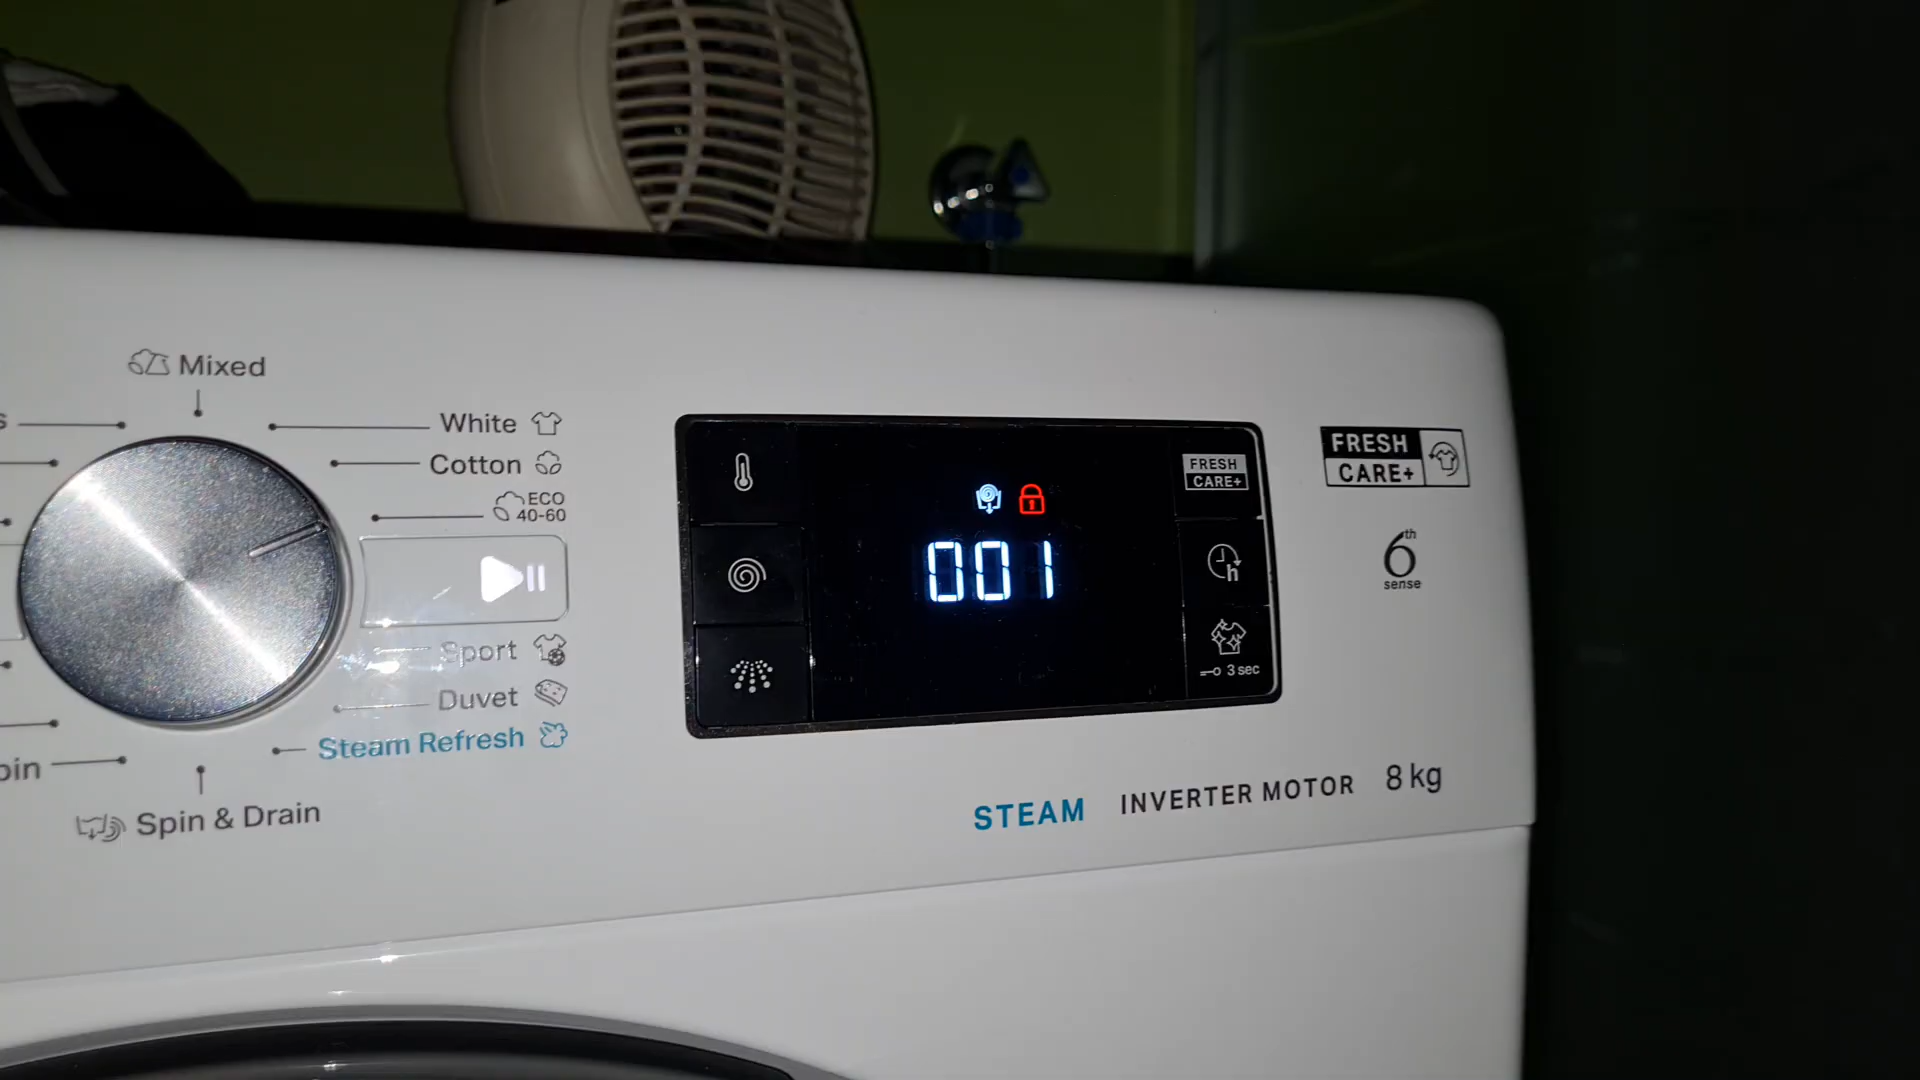 Mixed
White
Cotton
ECO
40-60
Sport
Duvet
Steam Refresh
Spin & Drain
001
FRESH
CARE+
h
3 sec
FRESH
CARE+
6th
sense
STEAM INVERTER MOTOR 8 kg